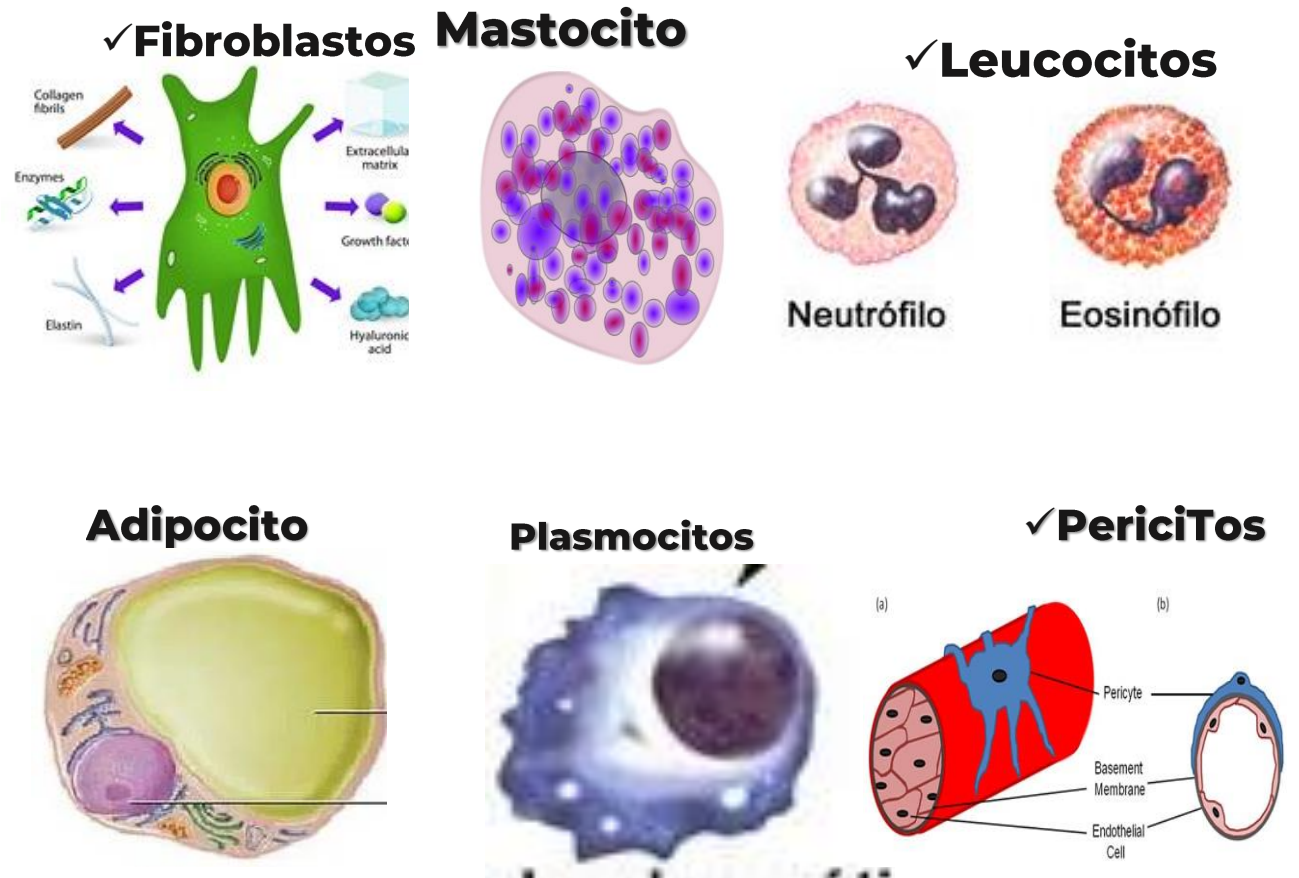 ✓Fibroblastos
Collagen
fibrils
Enzymes
Elastin
Extracellula
matrix
Growth facto
Hyaluronic
acid
Mastocito
✓Leucocitos
Neutrófilo
Eosinófilo
Adipocito
Plasmocitos
✓PericiTos
(a)
(b)
Pericyte
Basement
Membrane
Endothelial
Cell